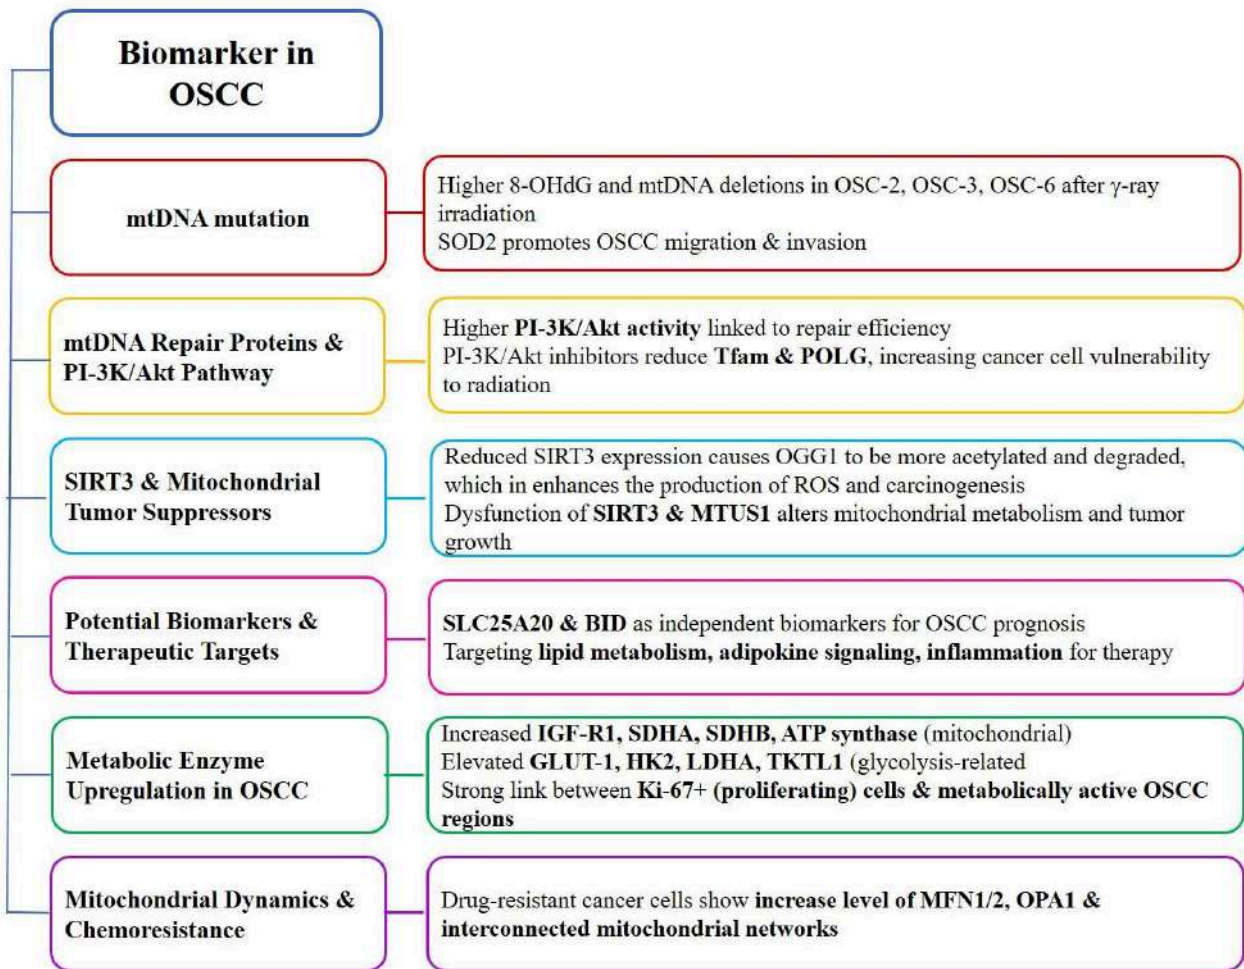 Biomarker in
OSCC
mtDNA mutation
Higher 8-OHdG and mtDNA deletions in OSC-2, OSC-3, OSC-6 after γ-ray
irradiation
SOD2 promotes OSCC migration & invasion
mtDNA Repair Proteins &
PI-3K/Akt Pathway
Higher PI-3K/Akt activity linked to repair efficiency
PI-3K/Akt inhibitors reduce Tfam & POLG, increasing cancer cell vulnerability
to radiation
SIRT3 & Mitochondrial
Tumor Suppressors
Reduced SIRT3 expression causes OGG1 to be more acetylated and degraded,
which in enhances the production of ROS and carcinogenesis
Dysfunction of SIRT3 & MTUS1 alters mitochondrial metabolism and tumor
growth
Potential Biomarkers &
Therapeutic Targets
SLC25A20 & BID as independent biomarkers for OSCC prognosis
Targeting lipid metabolism, adipokine signaling, inflammation for therapy
Metabolic Enzyme
Upregulation in OSCC
Increased IGF-R1, SDHA, SDHB, ATP synthase (mitochondrial)
Elevated GLUT-1, HK2, LDHA, TKTL1 (glycolysis-related
Strong link between Ki-67+ (proliferating) cells & metabolically active OSCC
regions
Mitochondrial Dynamics &
Chemoresistance
Drug-resistant cancer cells show increase level of MFN1/2, OPA1 &
interconnected mitochondrial networks